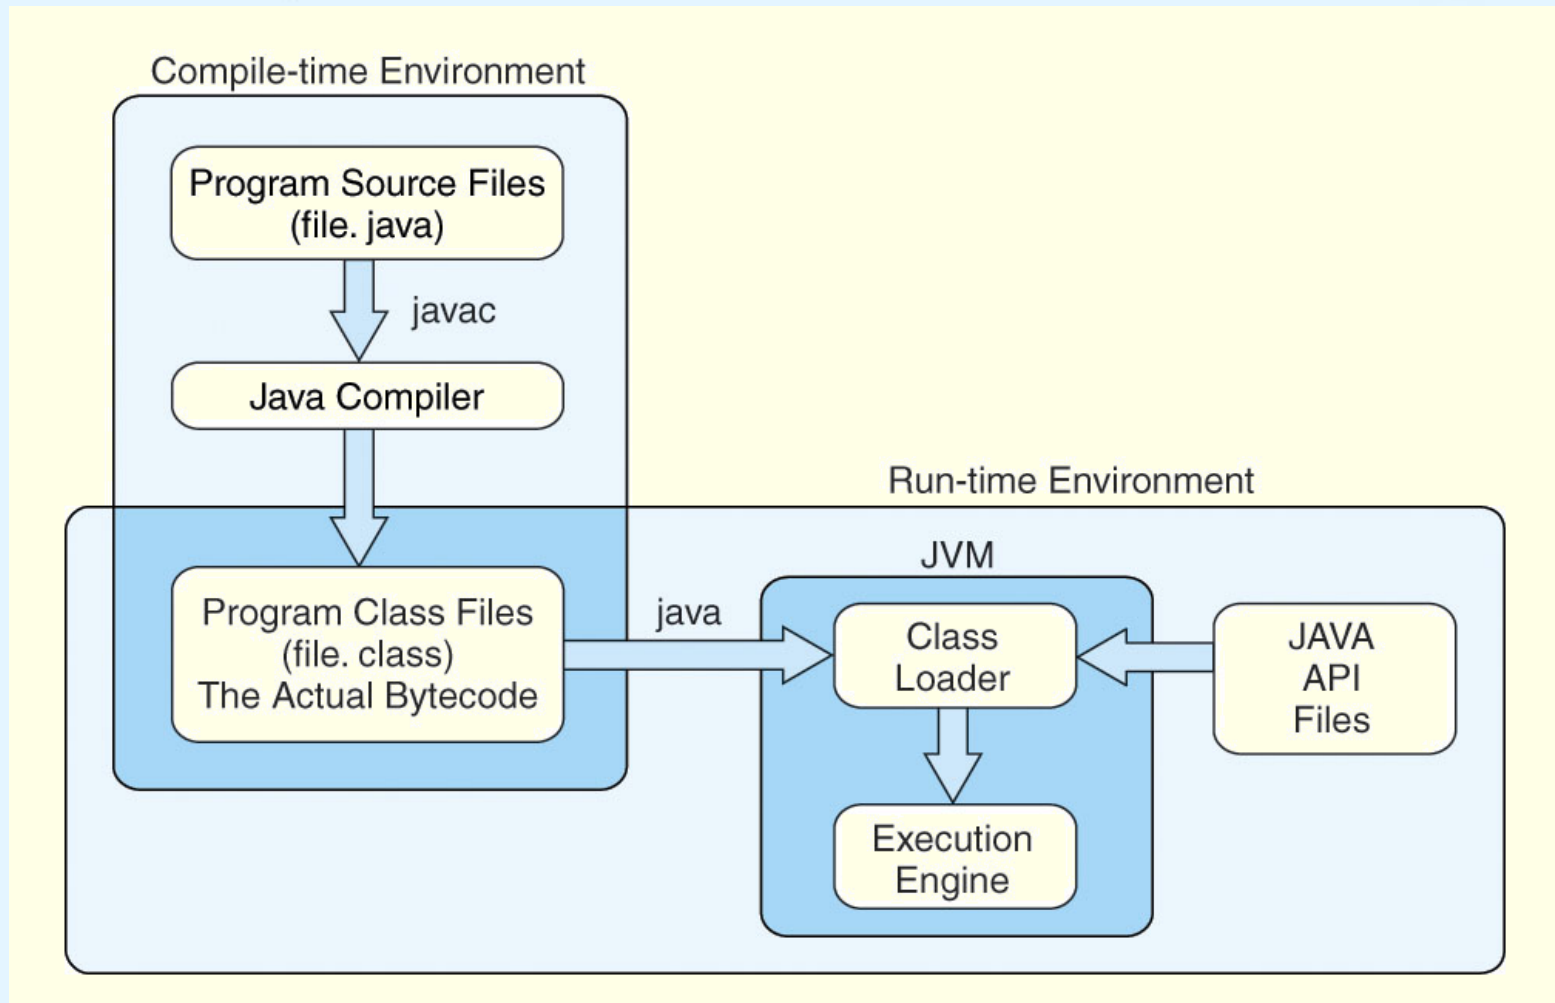 Compile-time Environment
Program Source Files
(file. java)
javac
Java Compiler
Run-time Environment
JVM
Program Class Files
(file. class)
The Actual Bytecode
java
Class
Loader
JAVA
API
Files
Execution
Engine